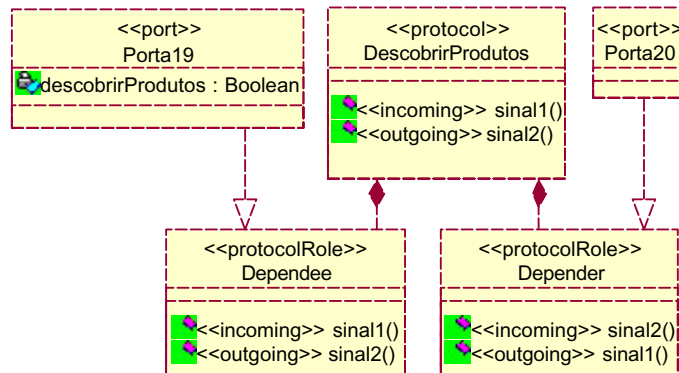 <<port>>
Porta19
descobrirProdutos : Boolean
<<protocol>>
DescobrirProdutos
<<incoming>> sinal1()
<<outgoing>> sinal2()
<<port>>
Porta20
<<protocolRole>>
Dependee
<<incoming>> sinal1()
<<outgoing>> sinal2()
<<protocolRole>>
Depender
<<incoming>> sinal2()
<<outgoing>> sinal1()